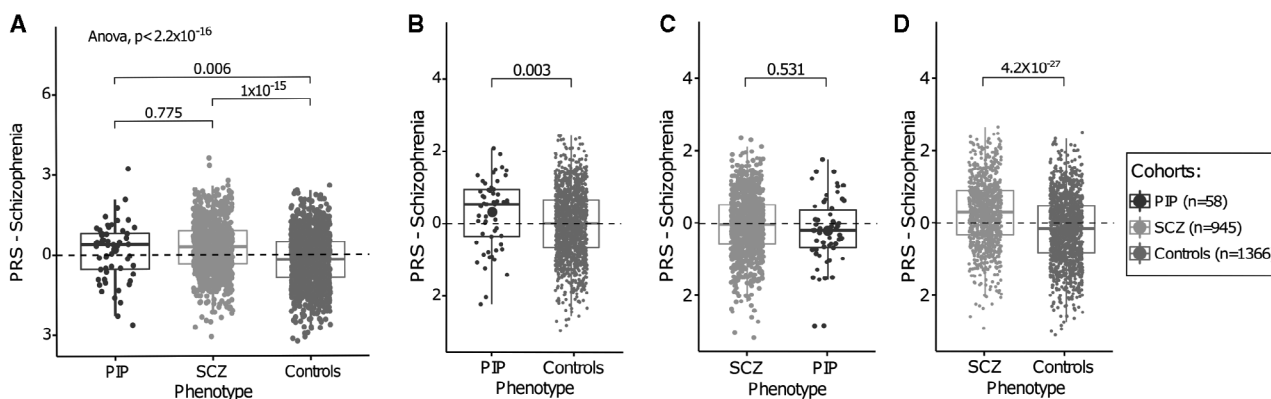 A
Anova, p<2.2x10-16
0.006
1x10-15
0.775
PRS - Schizophrenia
6
3
0
3
PIP SCZ Controls
Phenotype
B
0.003
PRS - Schizophrenia
4
2
0
2
PIP Controls
Phenotype
C
0.531
PRS - Schizophrenia
4
2
0
2
SCZ PIP
Phenotype
D
4.2X10-27
PRS - Schizophrenia
4
2
0
2
SCZ Controls
Phenotype
Cohorts:
PIP (n=58)
SCZ (n=945)
Controls (n=1366